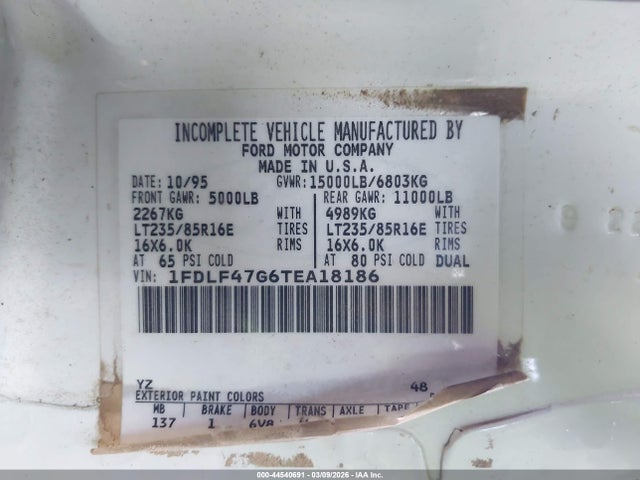 INCOMPLETE VEHICLE MANUFACTURED BY
FORD MOTOR COMPANY
MADE IN U.S.A.
DATE: 10/95 GVWR: 15000LB/6803KG
FRONT GAWR: 5000LB REAR GAWR: 11000LB
2267KG WITH 4989KG WITH
LT235/85R16E TIRES LT235/85R16E TIRES
16X6.0K RIMS 16X6.0K RIMS
AT 65 PSI COLD AT 80 PSI COLD DUAL
VIN: 1FDLF47G6TEA18186
YZ 48
EXTERIOR PAINT COLORS
MB BRAKE BODY TRANS AXLE TAPE
137 1 6V8
000-44540691 - 03/09/2026 - IAAI